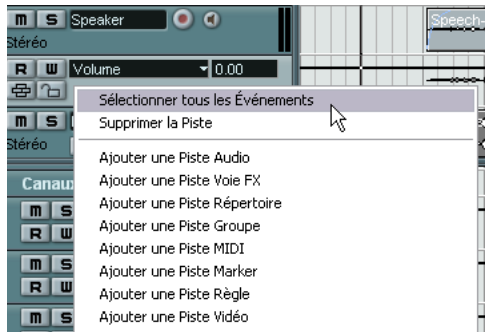 m S Speaker
Speech-
Stéréo
R W Volume 0.00
Sélectionner tous les Événements
m S
Supprimer la Piste
Stéréo
Ajouter une Piste Audio
Canau
Ajouter une Piste Voie FX
m S
Ajouter une Piste Répertoire
R W
Ajouter une Piste Groupe
Ajouter une Piste MIDI
m S
Ajouter une Piste Marker
R W
Ajouter une Piste Règle
m S
Ajouter une Piste Vidéo